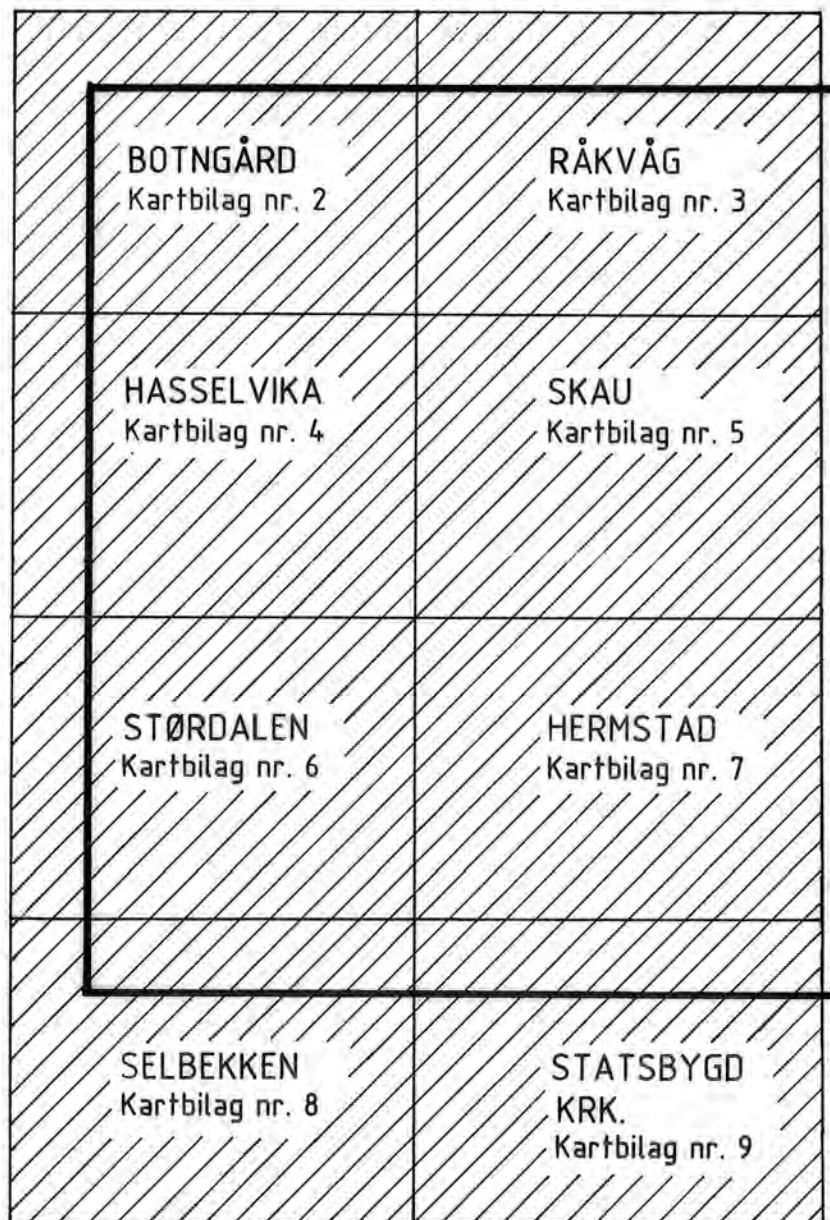 BOTNGÅRD
Kartbilag nr. 2
RÅKVÅG
Kartbilag nr. 3
HASSELVIKA
Kartbilag nr. 4
SKAU
Kartbilag nr. 5
STØRDALEN
Kartbilag nr. 6
HERMSTAD
Kartbilag nr. 7
SELBEKKEN
Kartbilag nr. 8
STATSBYGD
KRK.
Kartbilag nr. 9